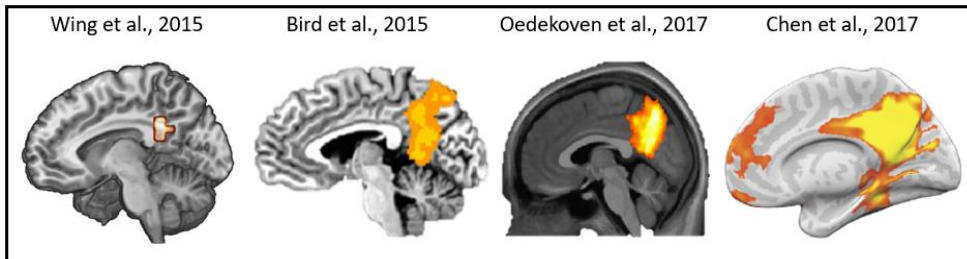 Wing et al., 2015
Bird et al., 2015
Oedekoven et al., 2017
Chen et al., 2017